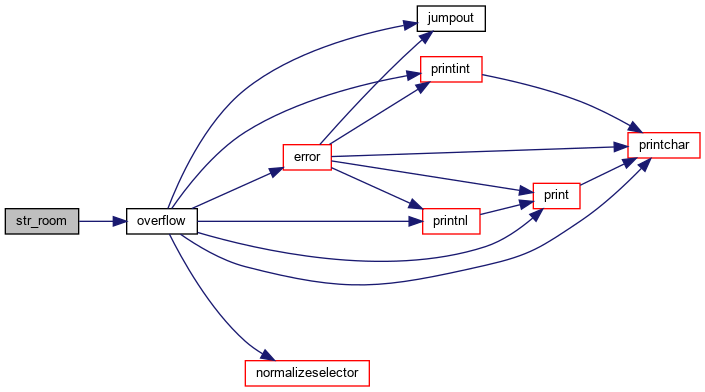 jumpout
printint
printchar
error
print
str_room
overflow
printnl
normalizeselector